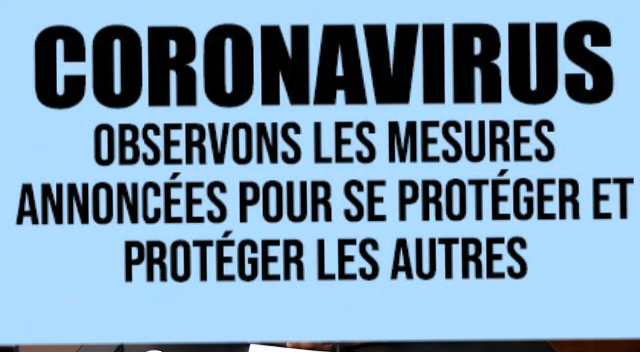 CORONAVIRUS
OBSERVONS LES MESURES
ANNONCÉES POUR SE PROTÉGER ET
PROTÉGER LES AUTRES